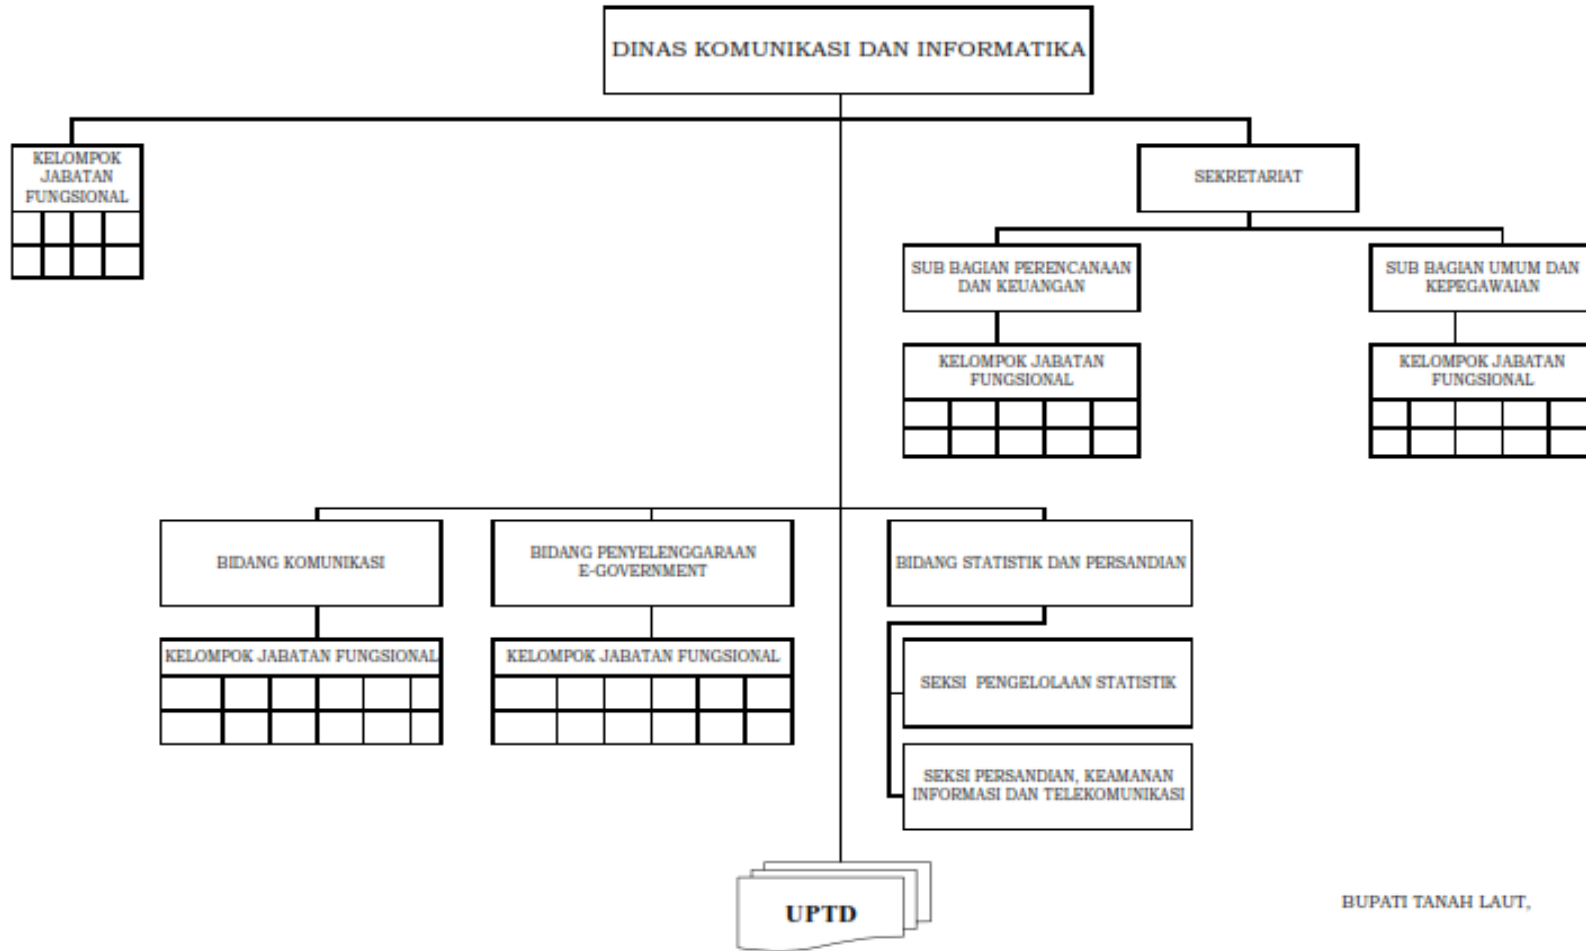 DINAS KOMUNIKASI DAN INFORMATIKA
KELOMPOK
JABATAN
FUNGSIONAL
SEKRETARIAT
SUB BAGIAN PERENCANAAN
DAN KEUANGAN
SUB BAGIAN UMUM DAN
KEPEGAWAIAN
KELOMPOK JABATAN
FUNGSIONAL
KELOMPOK JABATAN
FUNGSIONAL
BIDANG KOMUNIKASI
BIDANG PENYELENGGARAAN
E-GOVERNMENT
BIDANG STATISTIK DAN PERSANDIAN
KELOMPOK JABATAN FUNGSIONAL
KELOMPOK JABATAN FUNGSIONAL
SEKSI PENGELOLAAN STATISTIK
SEKSI PERSANDIAN, KEAMANAN
INFORMASI DAN TELEKOMUNIKASI
UPTD
BUPATI TANAH LAUT,